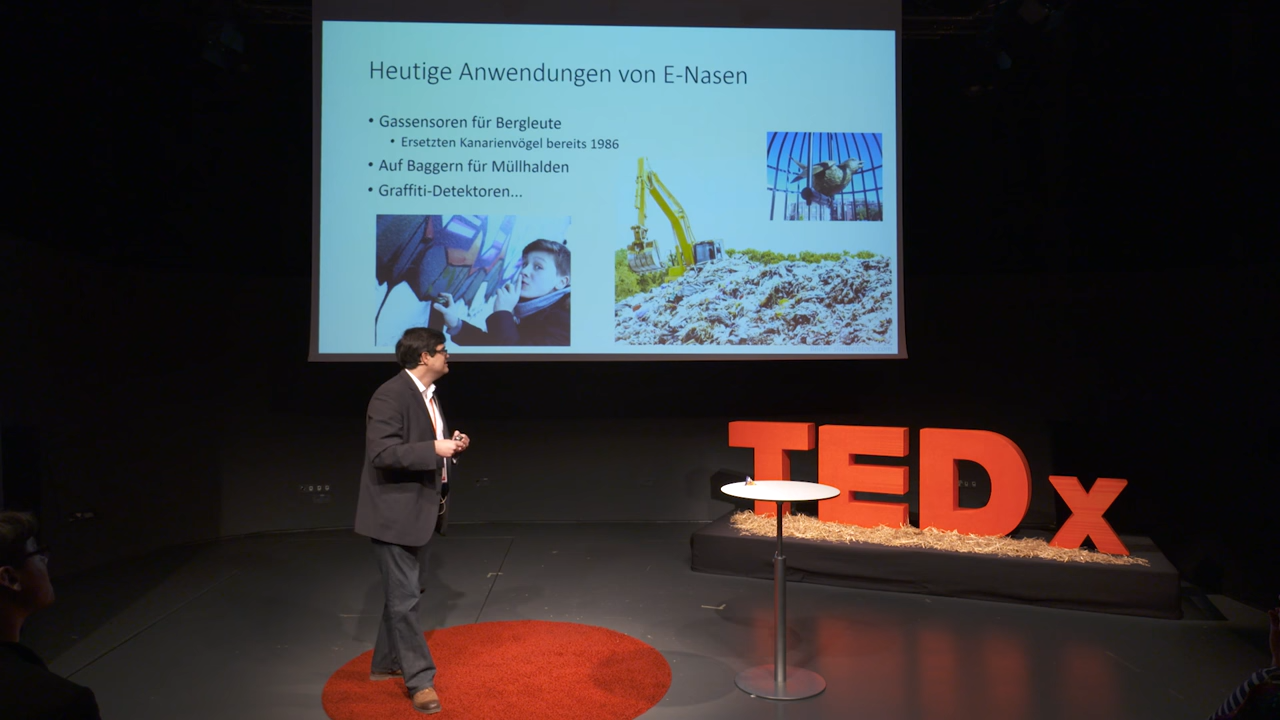 Heutige Anwendungen von E-Nasen
• Gassensoren für Bergleute
• Ersetzten Kanarienvögel bereits 1986
• Auf Baggern für Müllhalden
• Graffiti-Detektoren...
TEDx